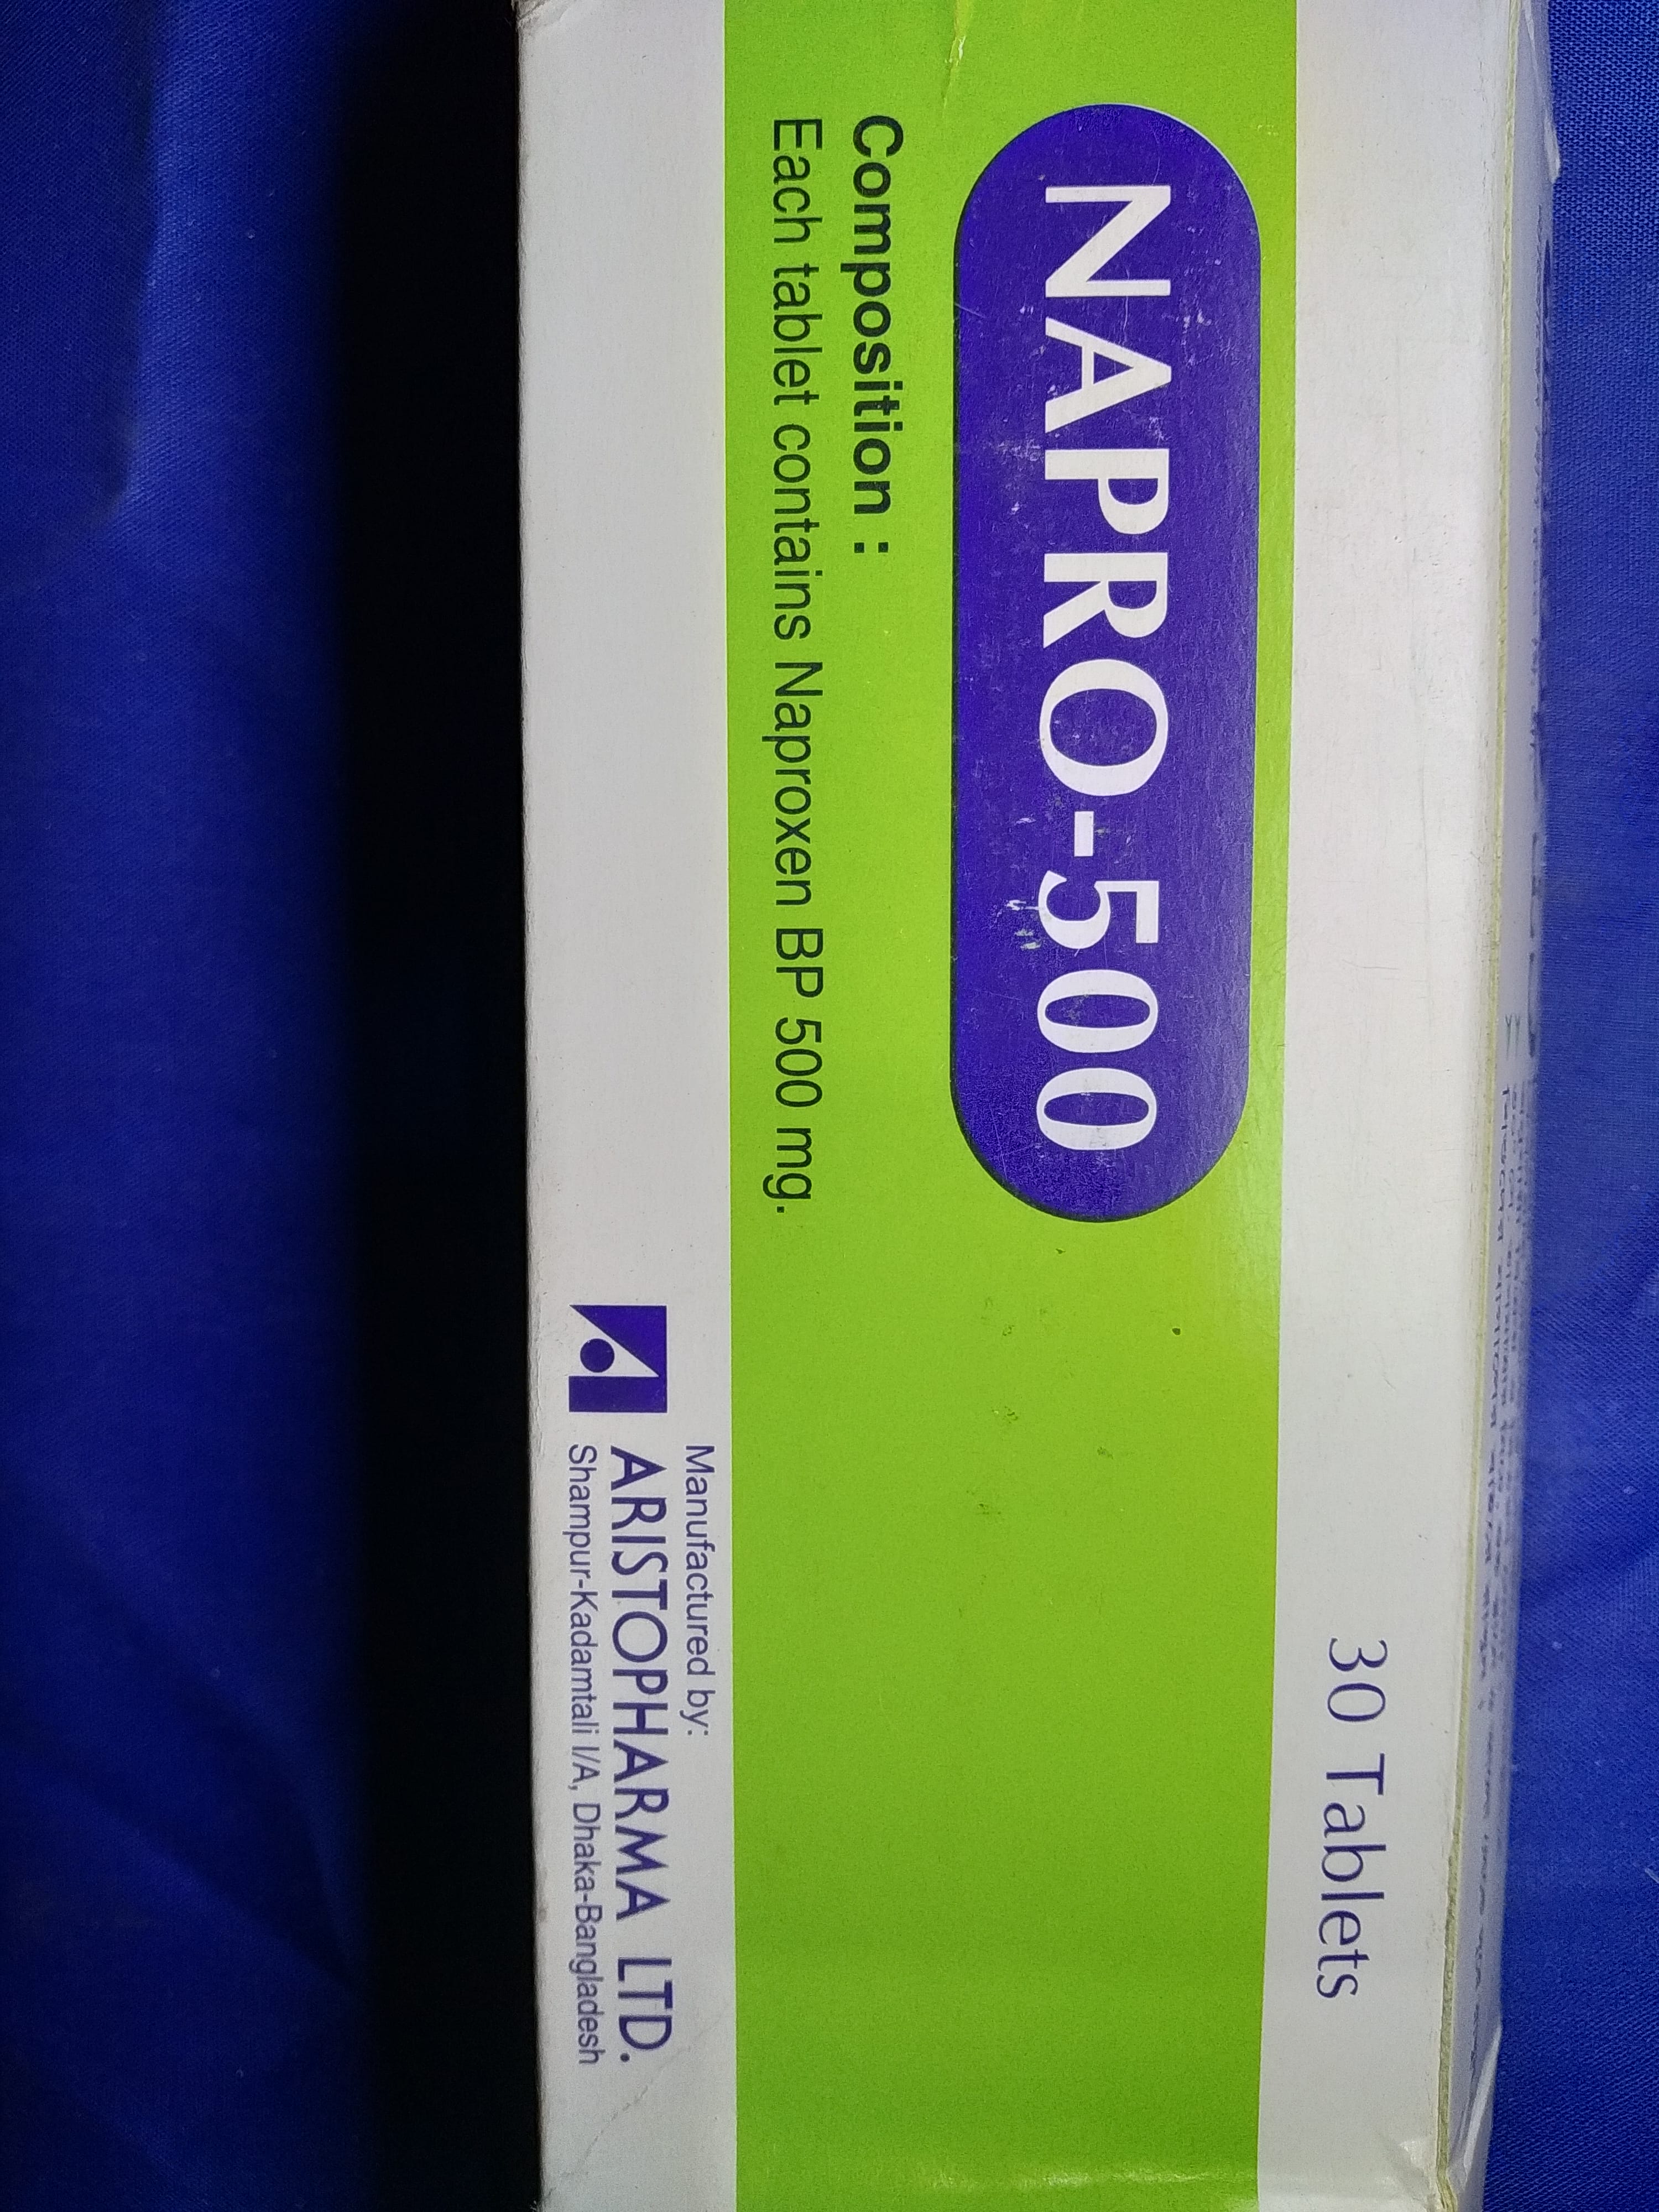 30 Tablets
NAPRO-500
Composition :
Each tablet contains Naproxen BP 500 mg.
Manufactured by:
ARISTOPHARMA LTD.
Shampur-Kadamtali I/A, Dhaka-Bangladesh